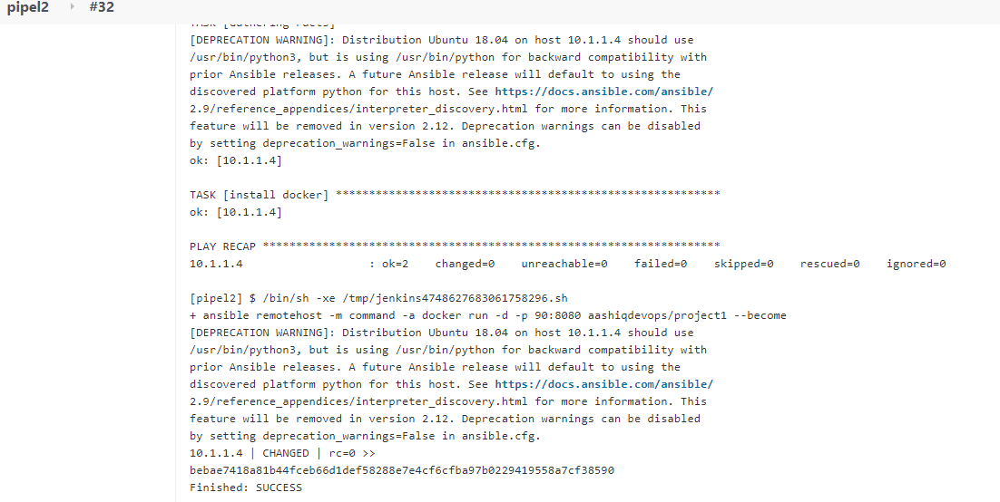 pipel2 #32
TASK [Gathering Facts]
[DEPRECATION WARNING]: Distribution Ubuntu 18.04 on host 10.1.1.4 should use
/usr/bin/python3, but is using /usr/bin/python for backward compatibility with
prior Ansible releases. A future Ansible release will default to using the
discovered platform python for this host. See https://docs.ansible.com/ansible/
2.9/reference_appendices/interpreter_discovery.html for more information. This
feature will be removed in version 2.12. Deprecation warnings can be disabled
by setting deprecation_warnings=False in ansible.cfg.
ok: [10.1.1.4]
TASK [install docker] **********************************************************
ok: [10.1.1.4]
PLAY RECAP *********************************************************************
10.1.1.4 : ok=2 changed=0 unreachable=0 failed=0 skipped=0 rescued=0 ignored=0
[pipel2] $ /bin/sh -xe /tmp/jenkins4748627683061758296.sh
+ ansible remotehost -m command -a docker run -d -p 90:8080 aashiqdevops/project1 --become
[DEPRECATION WARNING]: Distribution Ubuntu 18.04 on host 10.1.1.4 should use
/usr/bin/python3, but is using /usr/bin/python for backward compatibility with
prior Ansible releases. A future Ansible release will default to using the
discovered platform python for this host. See https://docs.ansible.com/ansible/
2.9/reference_appendices/interpreter_discovery.html for more information. This
feature will be removed in version 2.12. Deprecation warnings can be disabled
by setting deprecation_warnings=False in ansible.cfg.
10.1.1.4 | CHANGED | rc=0 >>
bebae7418a81b44fceb66d1def58288e7e4cf6cfba97b0229419558a7cf38590
Finished: SUCCESS